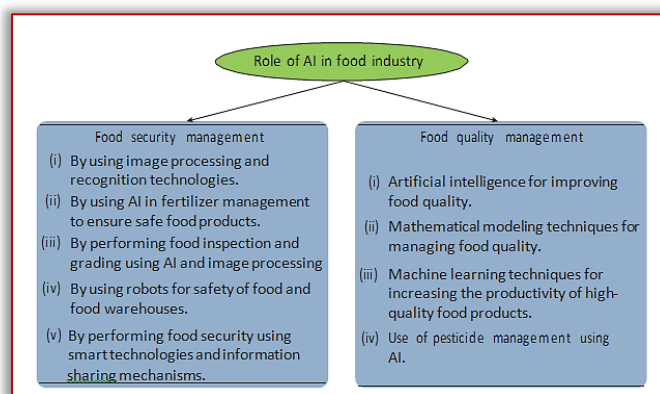 Role of AI in food industry
Food security management
(i) By using image processing and
recognition technologies.
(ii) By using AI in fertilizer management
to ensure safe food products.
(iii) By performing food inspection and
grading using AI and image processing
(iv) By using robots for safety of food and
food warehouses.
(v) By performing food security using
smart technologies and information
sharing mechanisms.
Food quality management
(i) Artificial intelligence for improving
food quality.
(ii) Mathematical modeling techniques for
managing food quality.
(iii) Machine learning techniques for
increasing the productivity of high-
quality food products.
(iv) Use of pesticide management using
AI.